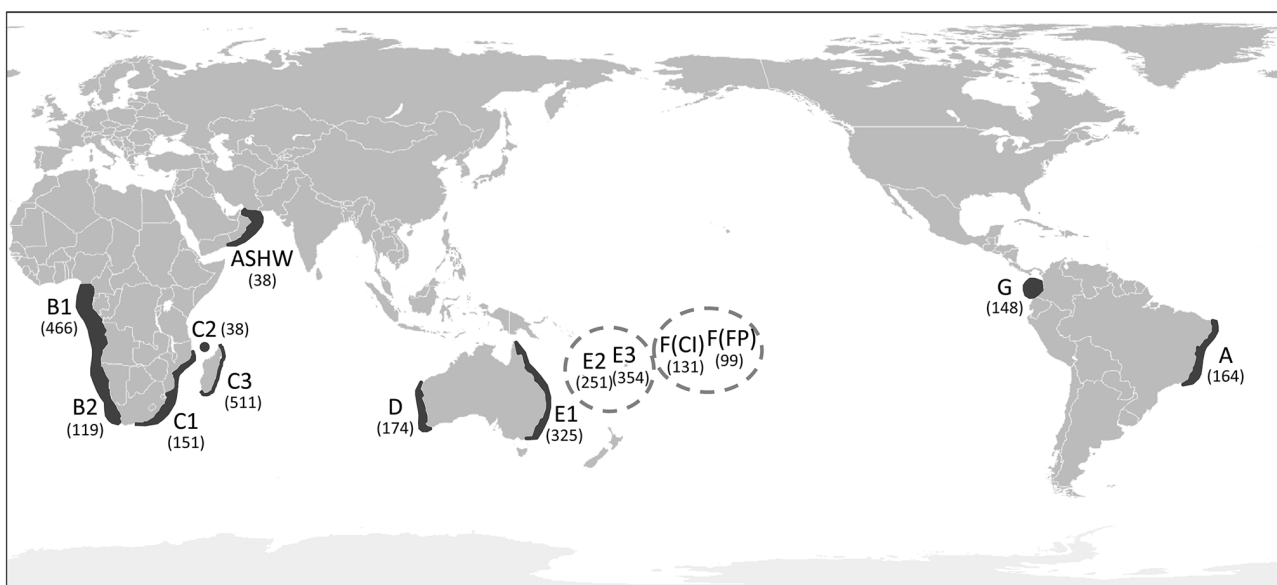 ASHW
(38)
B1
(466)
C2 (38)
C3
(511)
B2
(119)
C1
(151)
D
(174)
E1
(325)
E2
(251)
E3
(354)
F(CI)
(131)
F(FP)
(99)
G
(148)
A
(164)